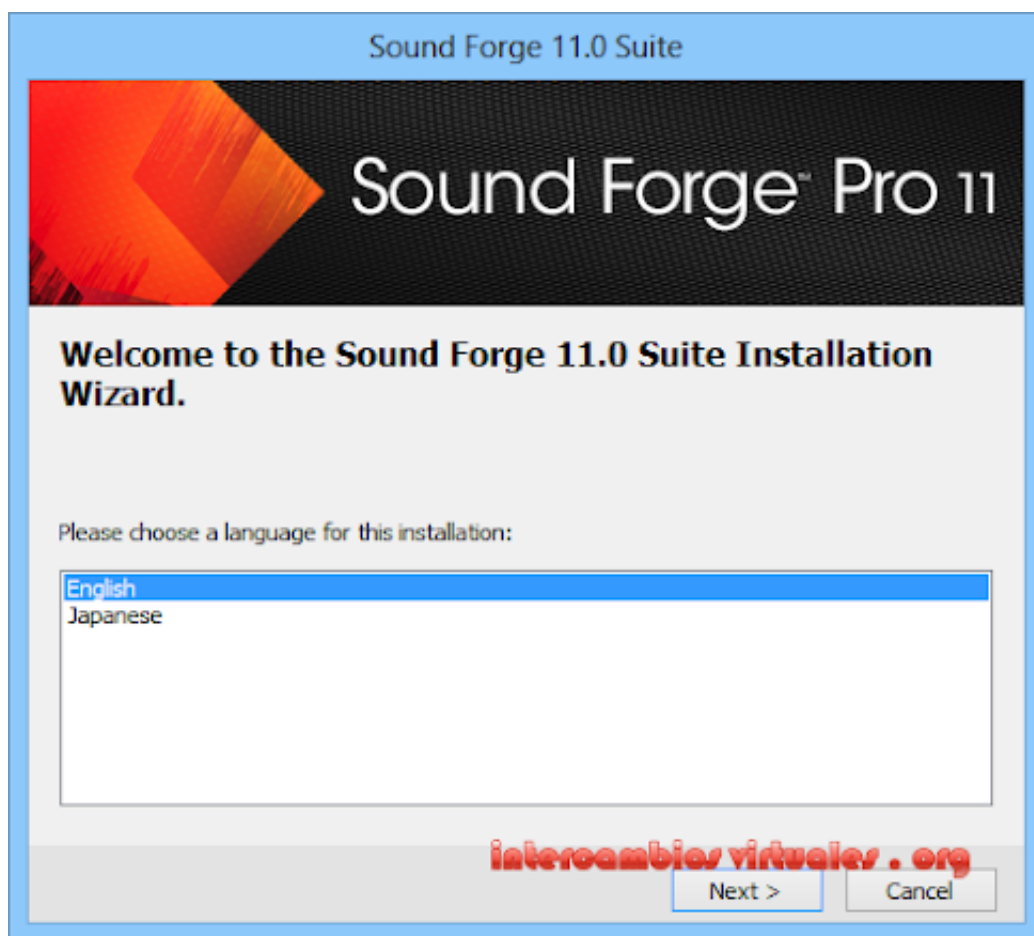 Sound Forge 11.0 Suite
Sound Forge™ Pro 11
Welcome to the Sound Forge 11.0 Suite Installation
Wizard.
Please choose a language for this installation:
English
Japanese
intercambios virtuales . org
Next >
Cancel